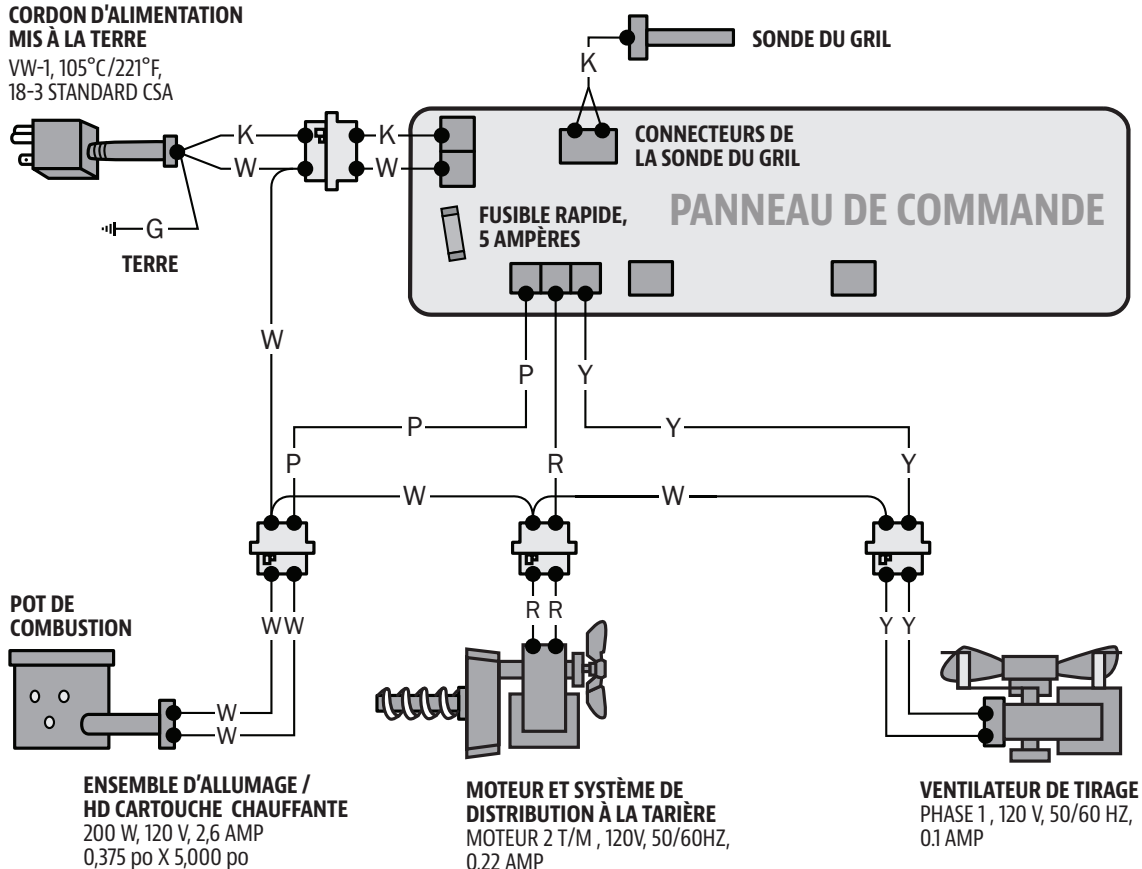 CORDON D'ALIMENTATION
MIS À LA TERRE
VW-1, 105°C/221°F,
18-3 STANDARD CSA
SONDE DU GRIL
K
K
K
W
W
CONNECTEURS DE
LA SONDE DU GRIL
PANNEAU DE COMMANDE
FUSIBLE RAPIDE,
5 AMPÈRES
G
TERRE
W
P
Y
P
Y
P
R
Y
W
W
POT DE
COMBUSTION
W W
R R
Y Y
W
W
ENSEMBLE D'ALLUMAGE /
HD CARTOUCHE CHAUFFANTE
200 W, 120 V, 2,6 AMP
0,375 po X 5,000 po
MOTEUR ET SYSTÈME DE
DISTRIBUTION À LA TARIÈRE
MOTEUR 2 T/M , 120V, 50/60HZ,
0.22 AMP
VENTILATEUR DE TIRAGE
PHASE 1 , 120 V, 50/60 HZ,
0.1 AMP